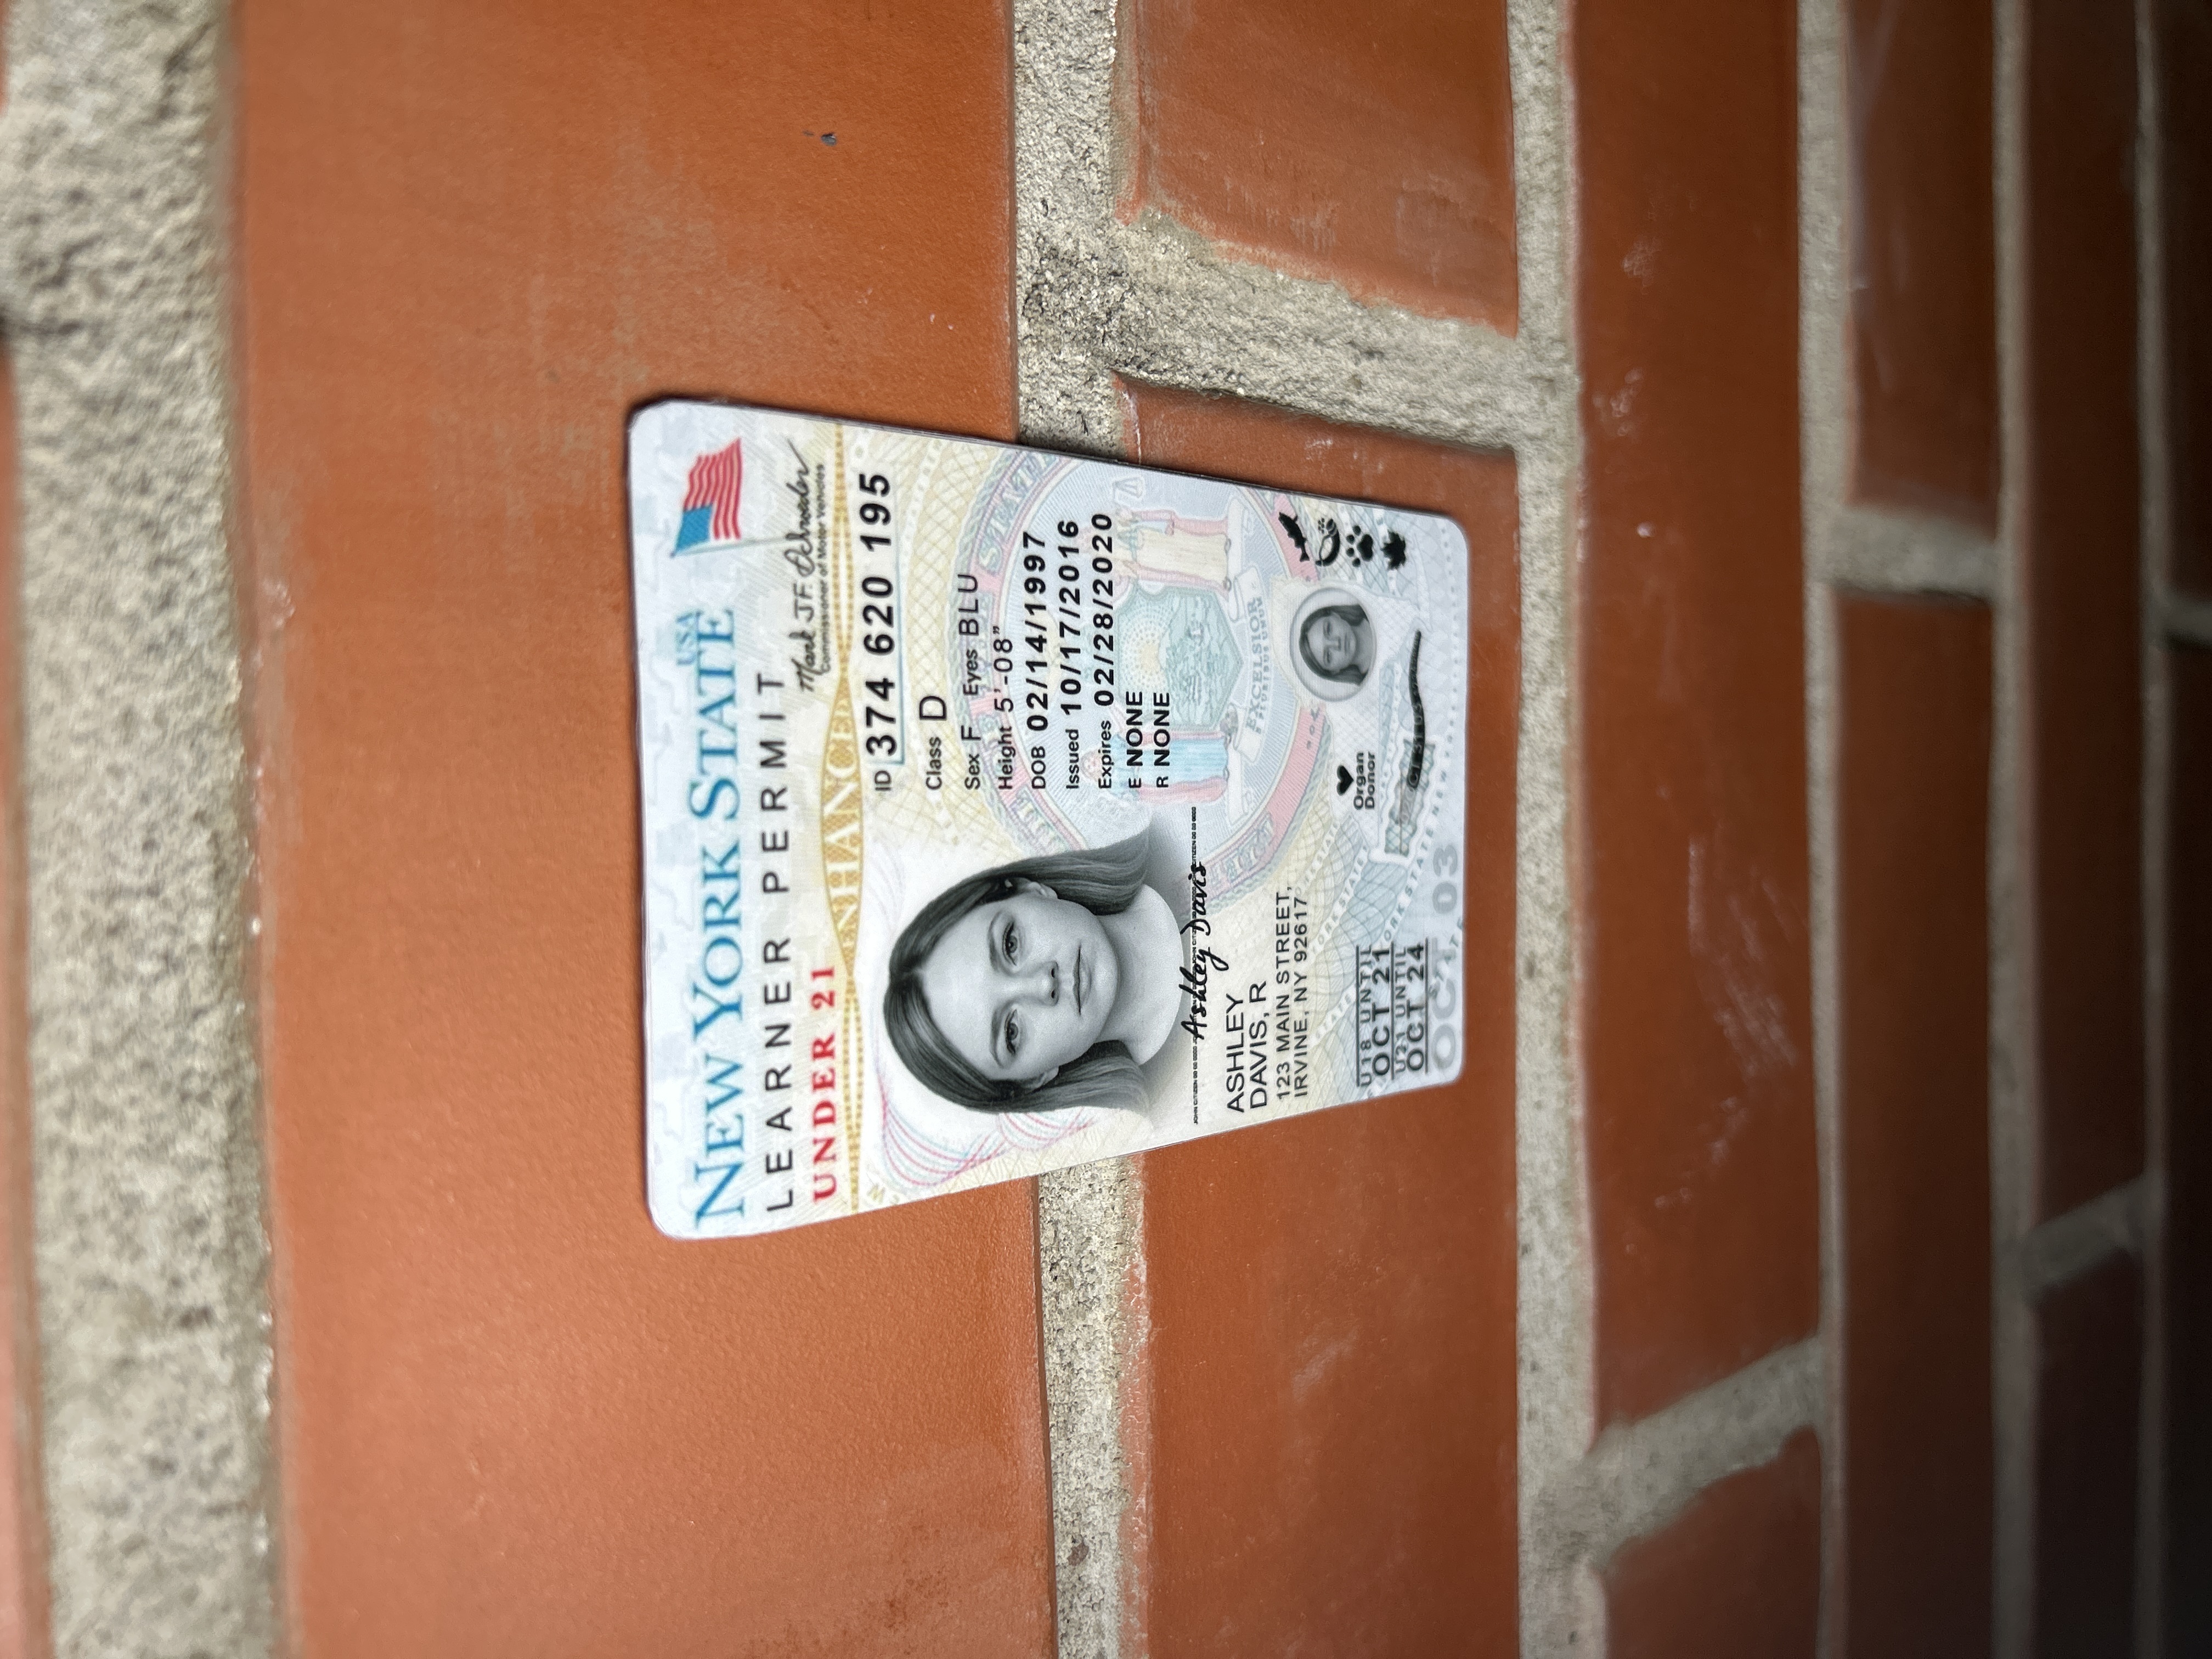 NEW YORK STATE USA
LEARNER PERMIT
Mark J.F. Schroeder
Commissioner of Motor Vehicles
UNDER 21
ENHANCED
ID 374 620 195
Class D
Sex F Eyes BLU
Height 5'-08"
DOB 02/14/1997
Issued 10/17/2016
Expires 02/28/2020
E NONE
R NONE
Ashley Davis
ASHLEY
DAVIS, R
123 MAIN STREET,
IRVINE, NY 92617
EXCELSIOR
E PLURIBUS UNUM
Organ
Donor
U18 UNTIL
OCT 21
U21 UNTIL
OCT 24
OCT 03